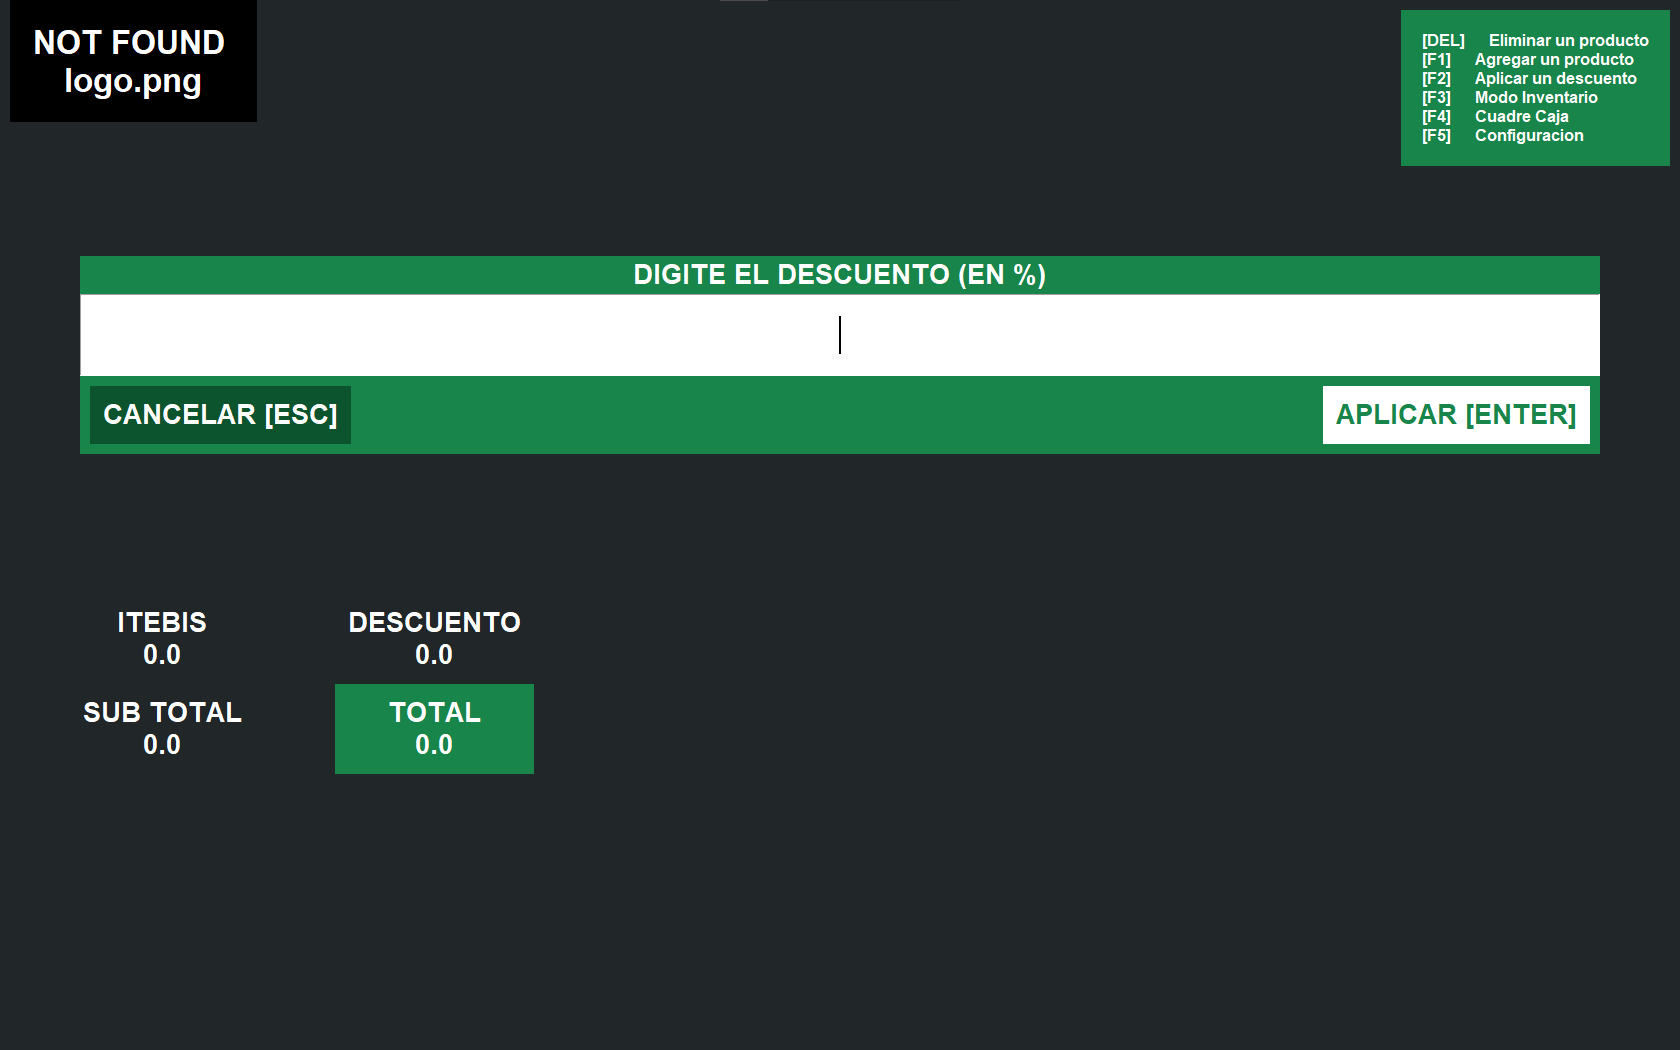 NOT FOUND
logo.png
[DEL] Eliminar un producto
[F1] Agregar un producto
[F2] Aplicar un descuento
[F3] Modo Inventario
[F4] Cuadre Caja
[F5] Configuracion
DIGITE EL DESCUENTO (EN %)
CANCELAR [ESC]
APLICAR [ENTER]
ITEBIS
0.0
DESCUENTO
0.0
SUB TOTAL
0.0
TOTAL
0.0